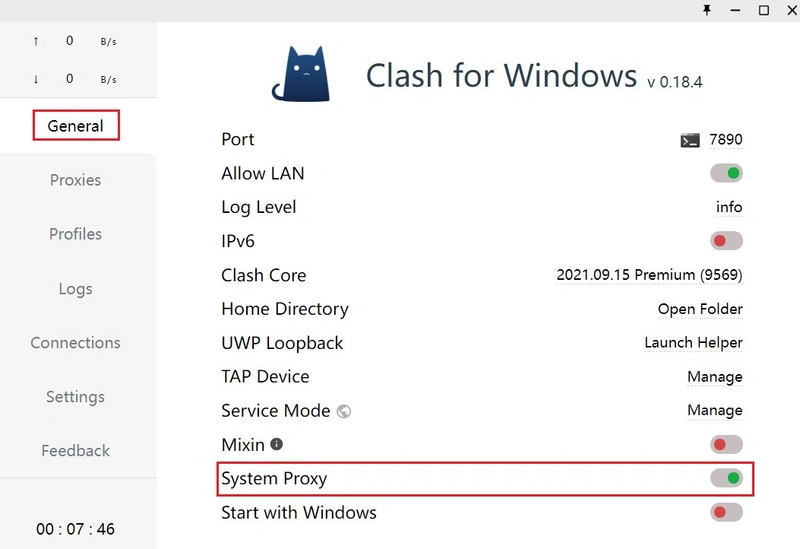 ↑ 0 B/s
↓ 0 B/s
General
Proxies
Profiles
Logs
Connections
Settings
Feedback
00 : 07 : 46
Clash for Windows v 0.18.4
Port 7890
Allow LAN
Log Level info
IPv6
Clash Core 2021.09.15 Premium (9569)
Home Directory Open Folder
UWP Loopback Launch Helper
TAP Device Manage
Service Mode Manage
Mixin
System Proxy
Start with Windows